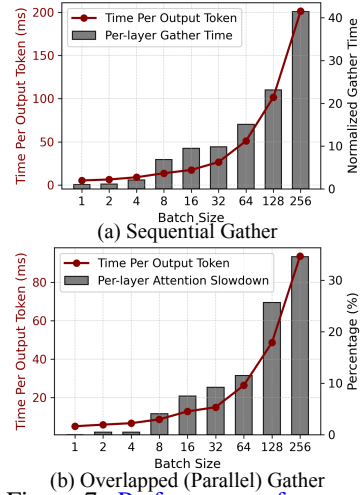 Time Per Output Token (ms)
200
150
100
50
0
Time Per Output Token
Per-layer Gather Time
40
30
20
10
0
Normalized Gather Time
1 2 4 8 16 32 64 128 256
Batch Size
(a) Sequential Gather
Time Per Output Token (ms)
80
60
40
20
Time Per Output Token
Per-layer Attention Slowdown
30
20
10
0
Percentage (%)
1 2 4 8 16 32 64 128 256
Batch Size
(b) Overlapped (Parallel) Gather